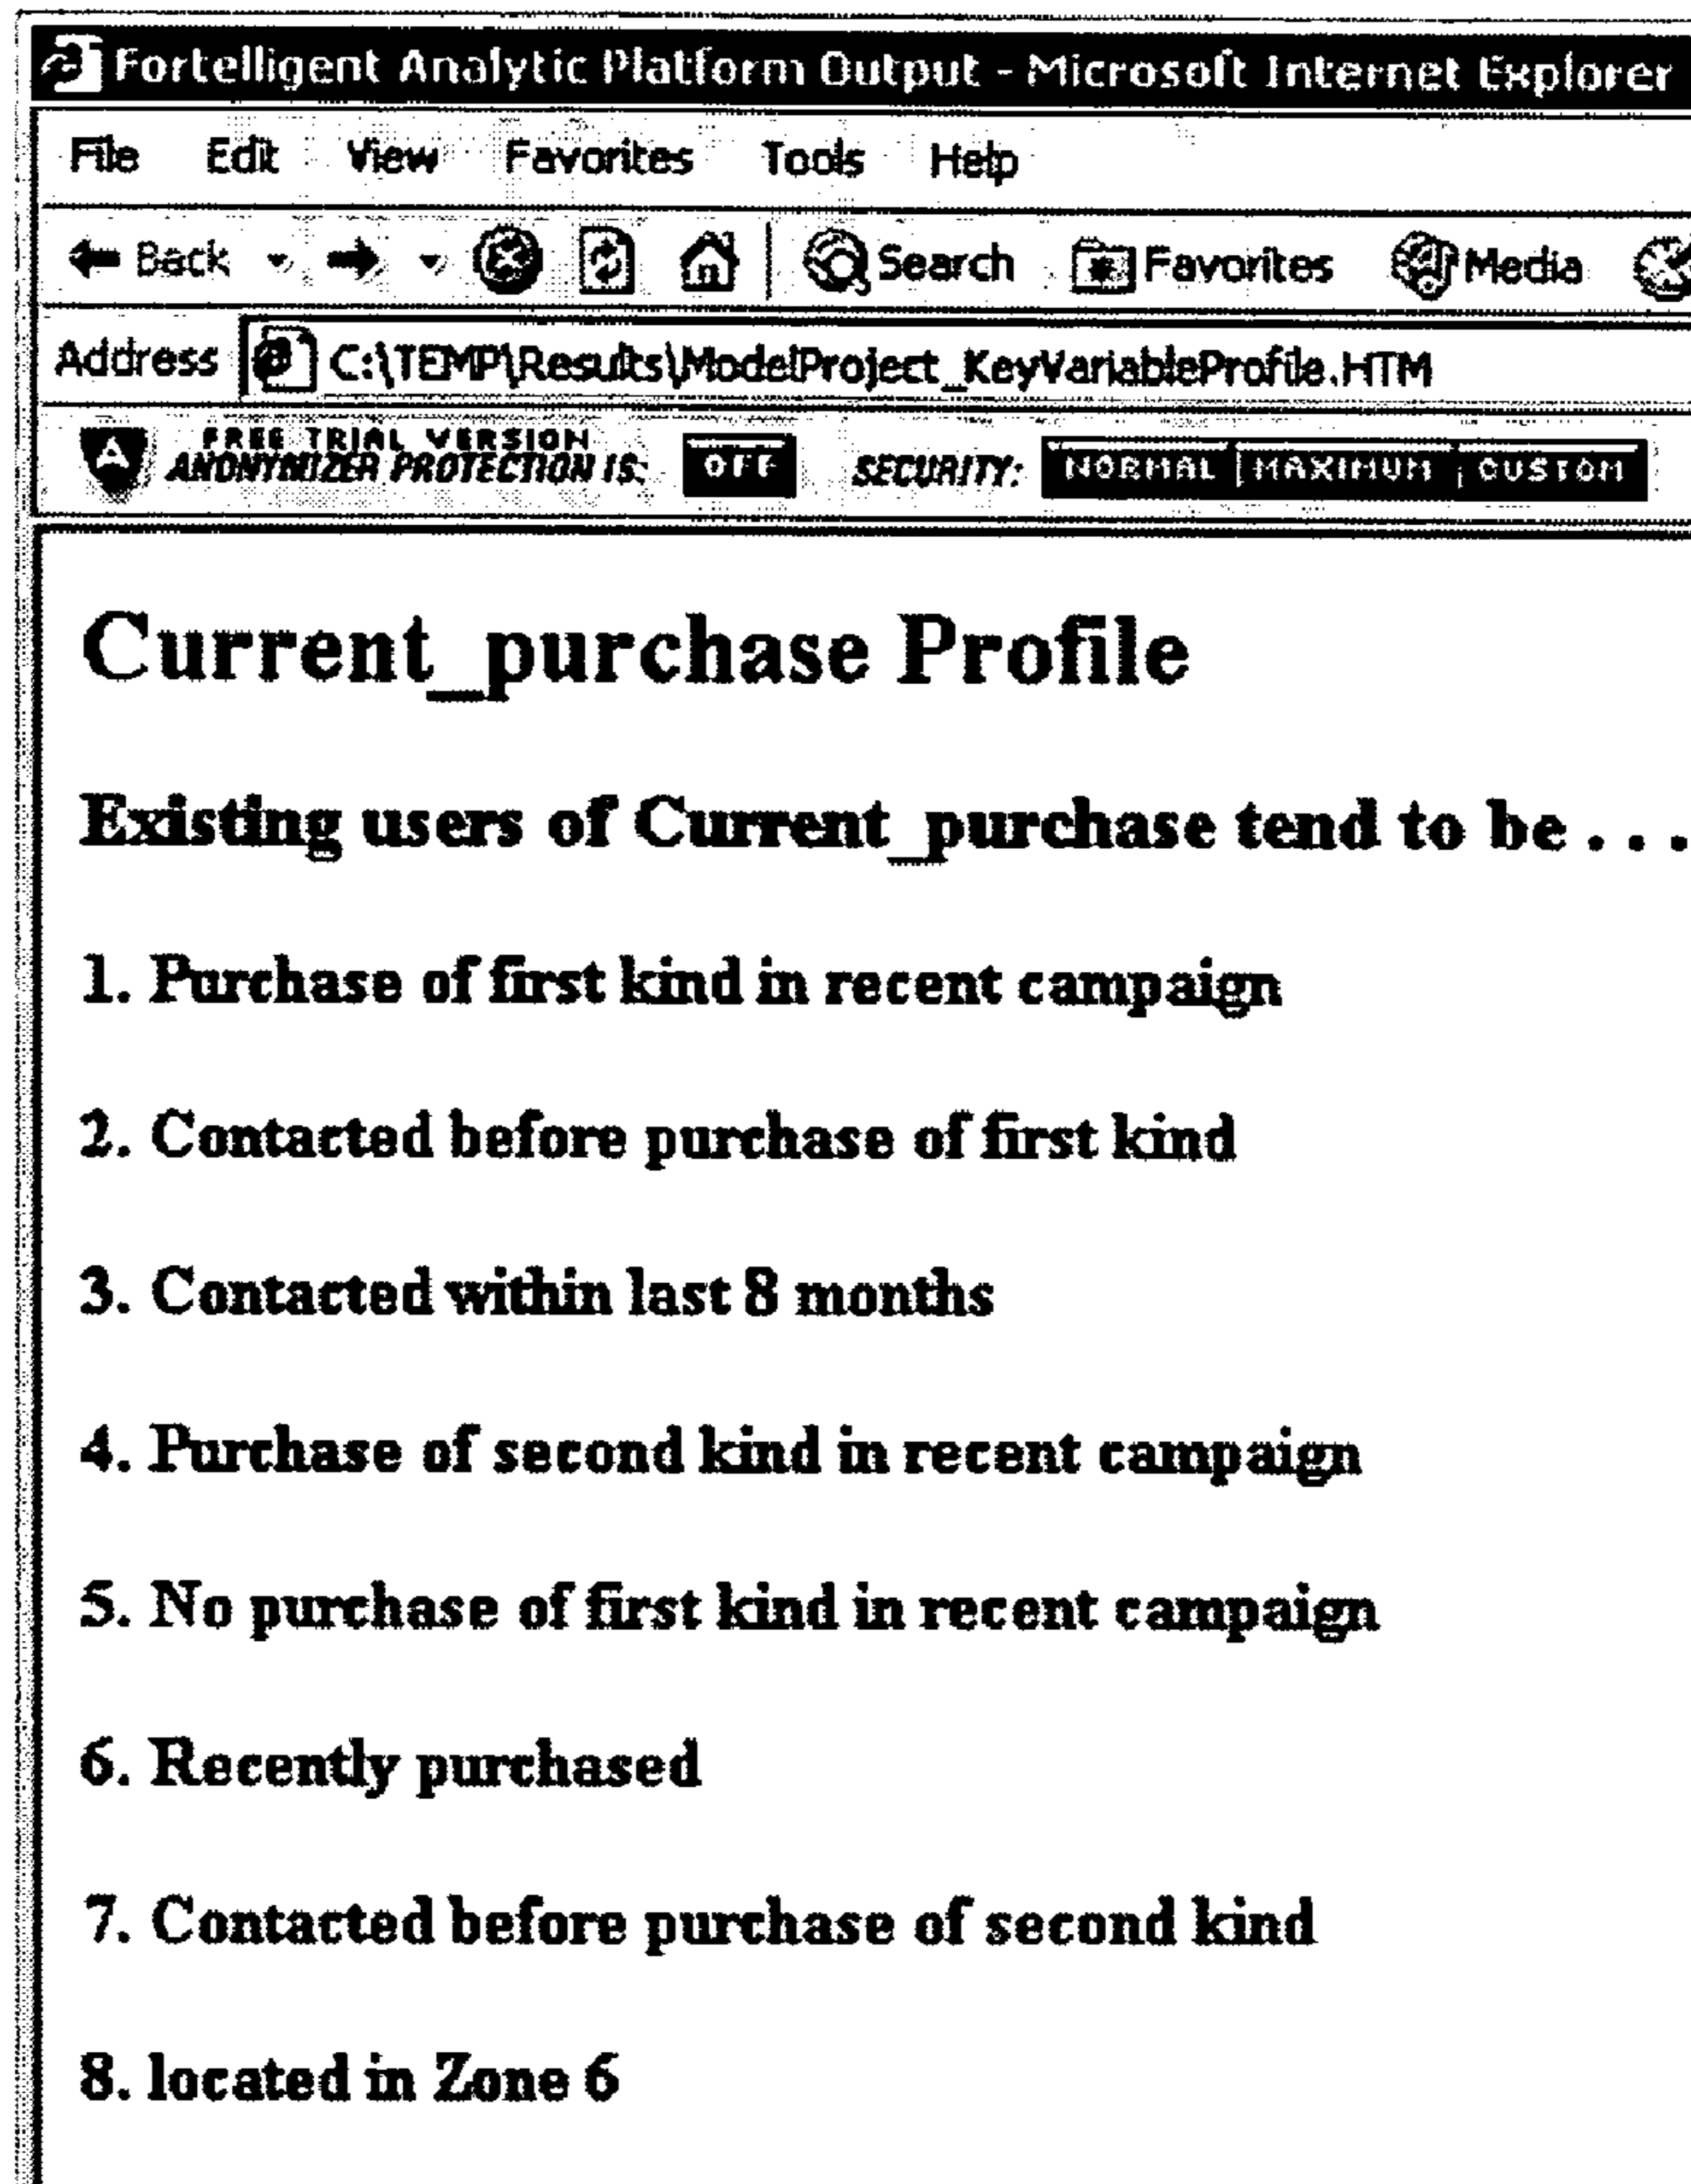 Fortelligent Analytic Platform Output - Microsoft Internet Explorer
File Edit View Favorites Tools Help
Back Search Favorites Media
Address C:\TEMP\Results\ModelProject_KeyVariableProfile.HTM
FREE TRIAL VERSION
ANONYMIZER PROTECTION IS: OFF SECURITY: NORMAL MAXIMUM CUSTOM
Current_purchase Profile
Existing users of Current_purchase tend to be . . .
1. Purchase of first kind in recent campaign
2. Contacted before purchase of first kind
3. Contacted within last 8 months
4. Purchase of second kind in recent campaign
5. No purchase of first kind in recent campaign
6. Recently purchased
7. Contacted before purchase of second kind
8. located in Zone 6